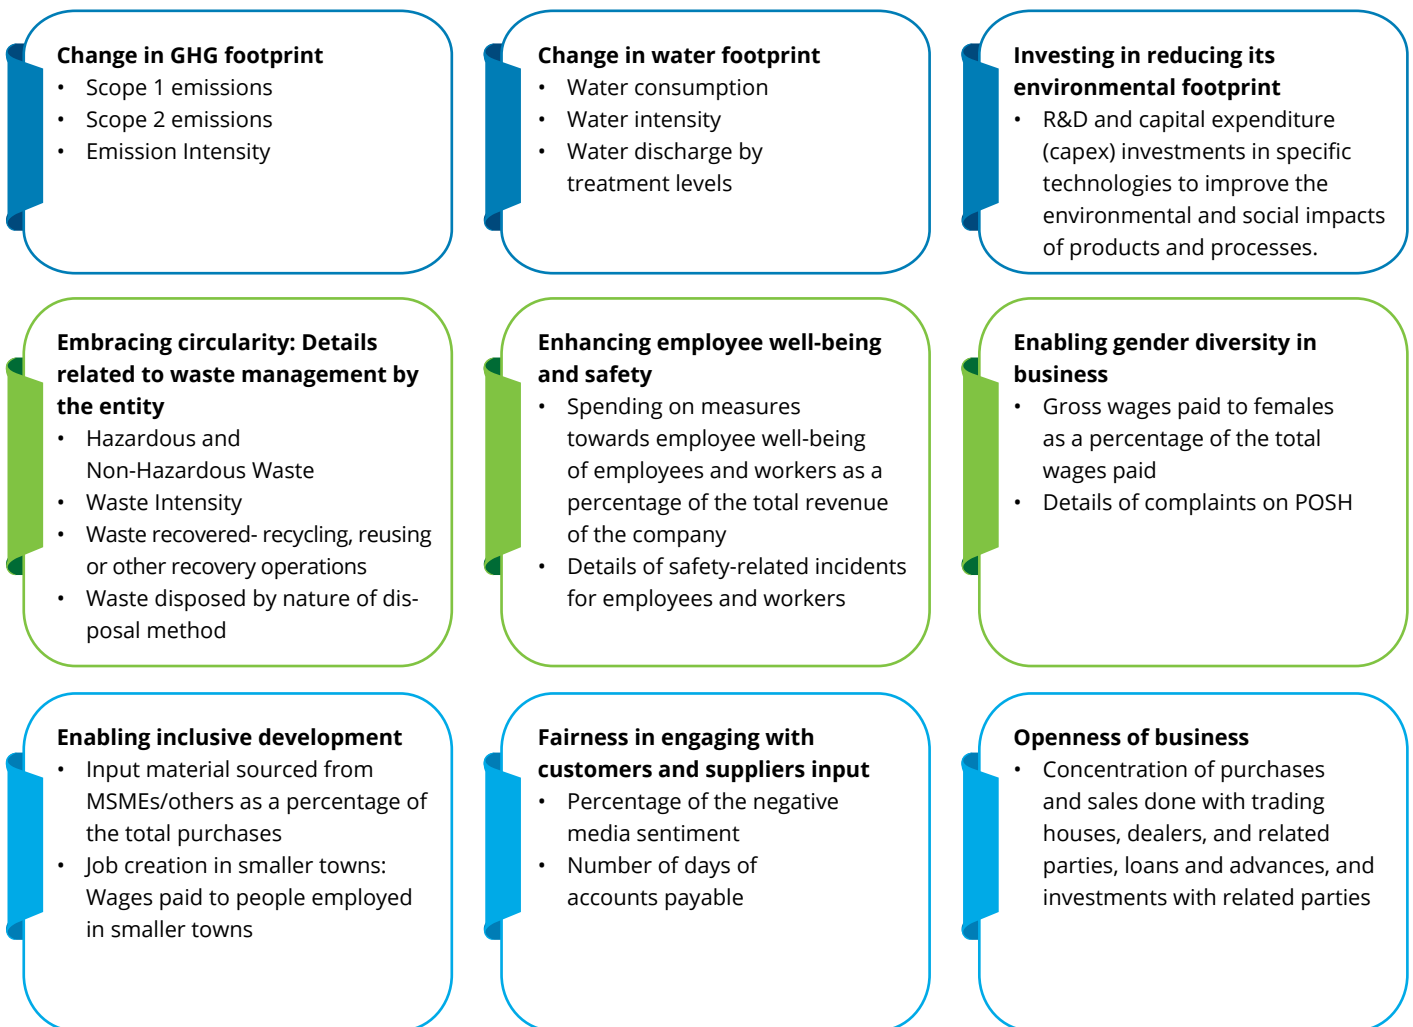 Change in GHG footprint
• Scope 1 emissions
• Scope 2 emissions
• Emission Intensity
Change in water footprint
• Water consumption
• Water intensity
• Water discharge by
treatment levels
Investing in reducing its
environmental footprint
• R&D and capital expenditure
(capex) investments in specific
technologies to improve the
environmental and social impacts
of products and processes.
Embracing circularity: Details
related to waste management by
the entity
• Hazardous and
Non-Hazardous Waste
• Waste Intensity
• Waste recovered- recycling, reusing
or other recovery operations
• Waste disposed by nature of dis-
posal method
Enhancing employee well-being
and safety
• Spending on measures
towards employee well-being
of employees and workers as a
percentage of the total revenue
of the company
• Details of safety-related incidents
for employees and workers
Enabling gender diversity in
business
• Gross wages paid to females
as a percentage of the total
wages paid
• Details of complaints on POSH
Enabling inclusive development
• Input material sourced from
MSMEs/others as a percentage of
the total purchases
• Job creation in smaller towns:
Wages paid to people employed
in smaller towns
Fairness in engaging with
customers and suppliers input
• Percentage of the negative
media sentiment
• Number of days of
accounts payable
Openness of business
• Concentration of purchases
and sales done with trading
houses, dealers, and related
parties, loans and advances, and
investments with related parties